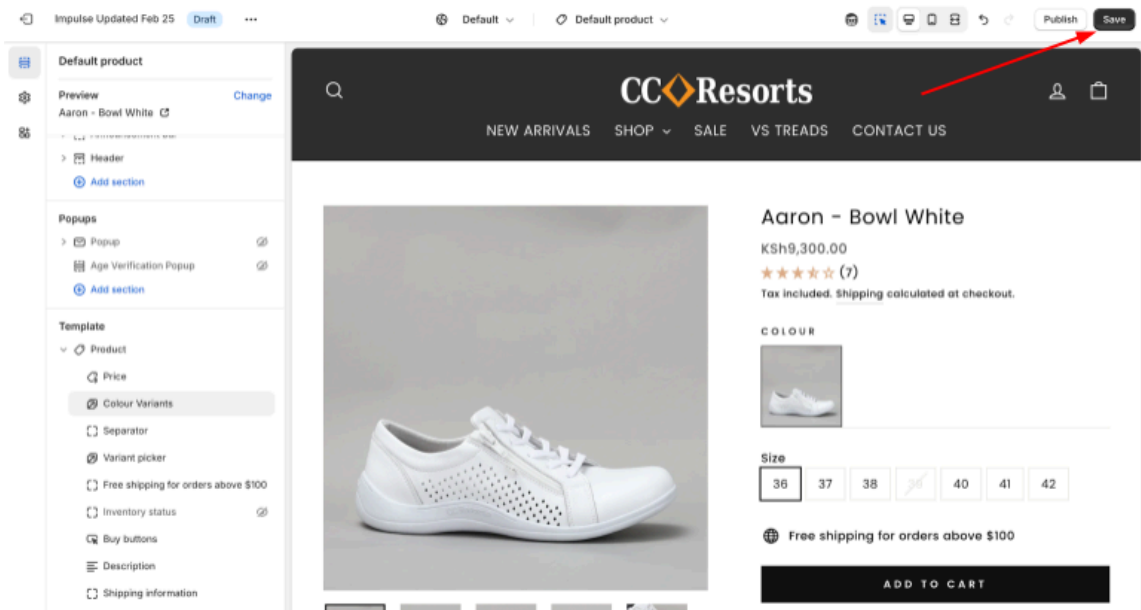 Impulse Updated Feb 25 Draft ...
Default
Default product
Publish
Save
Default product
Preview
Change
Aaron - Bowl White
Header
Add section
Popups
Popup
Age Verification Popup
Add section
Template
Product
Price
Colour Variants
Separator
Variant picker
Free shipping for orders above $100
Inventory status
Buy buttons
Description
Shipping information
CC Resorts
NEW ARRIVALS SHOP SALE VS TREADS CONTACT US
Aaron - Bowl White
KSh9,300.00
(7)
Tax included. Shipping calculated at checkout.
COLOUR
Size
36 37 38 39 40 41 42
Free shipping for orders above $100
ADD TO CART